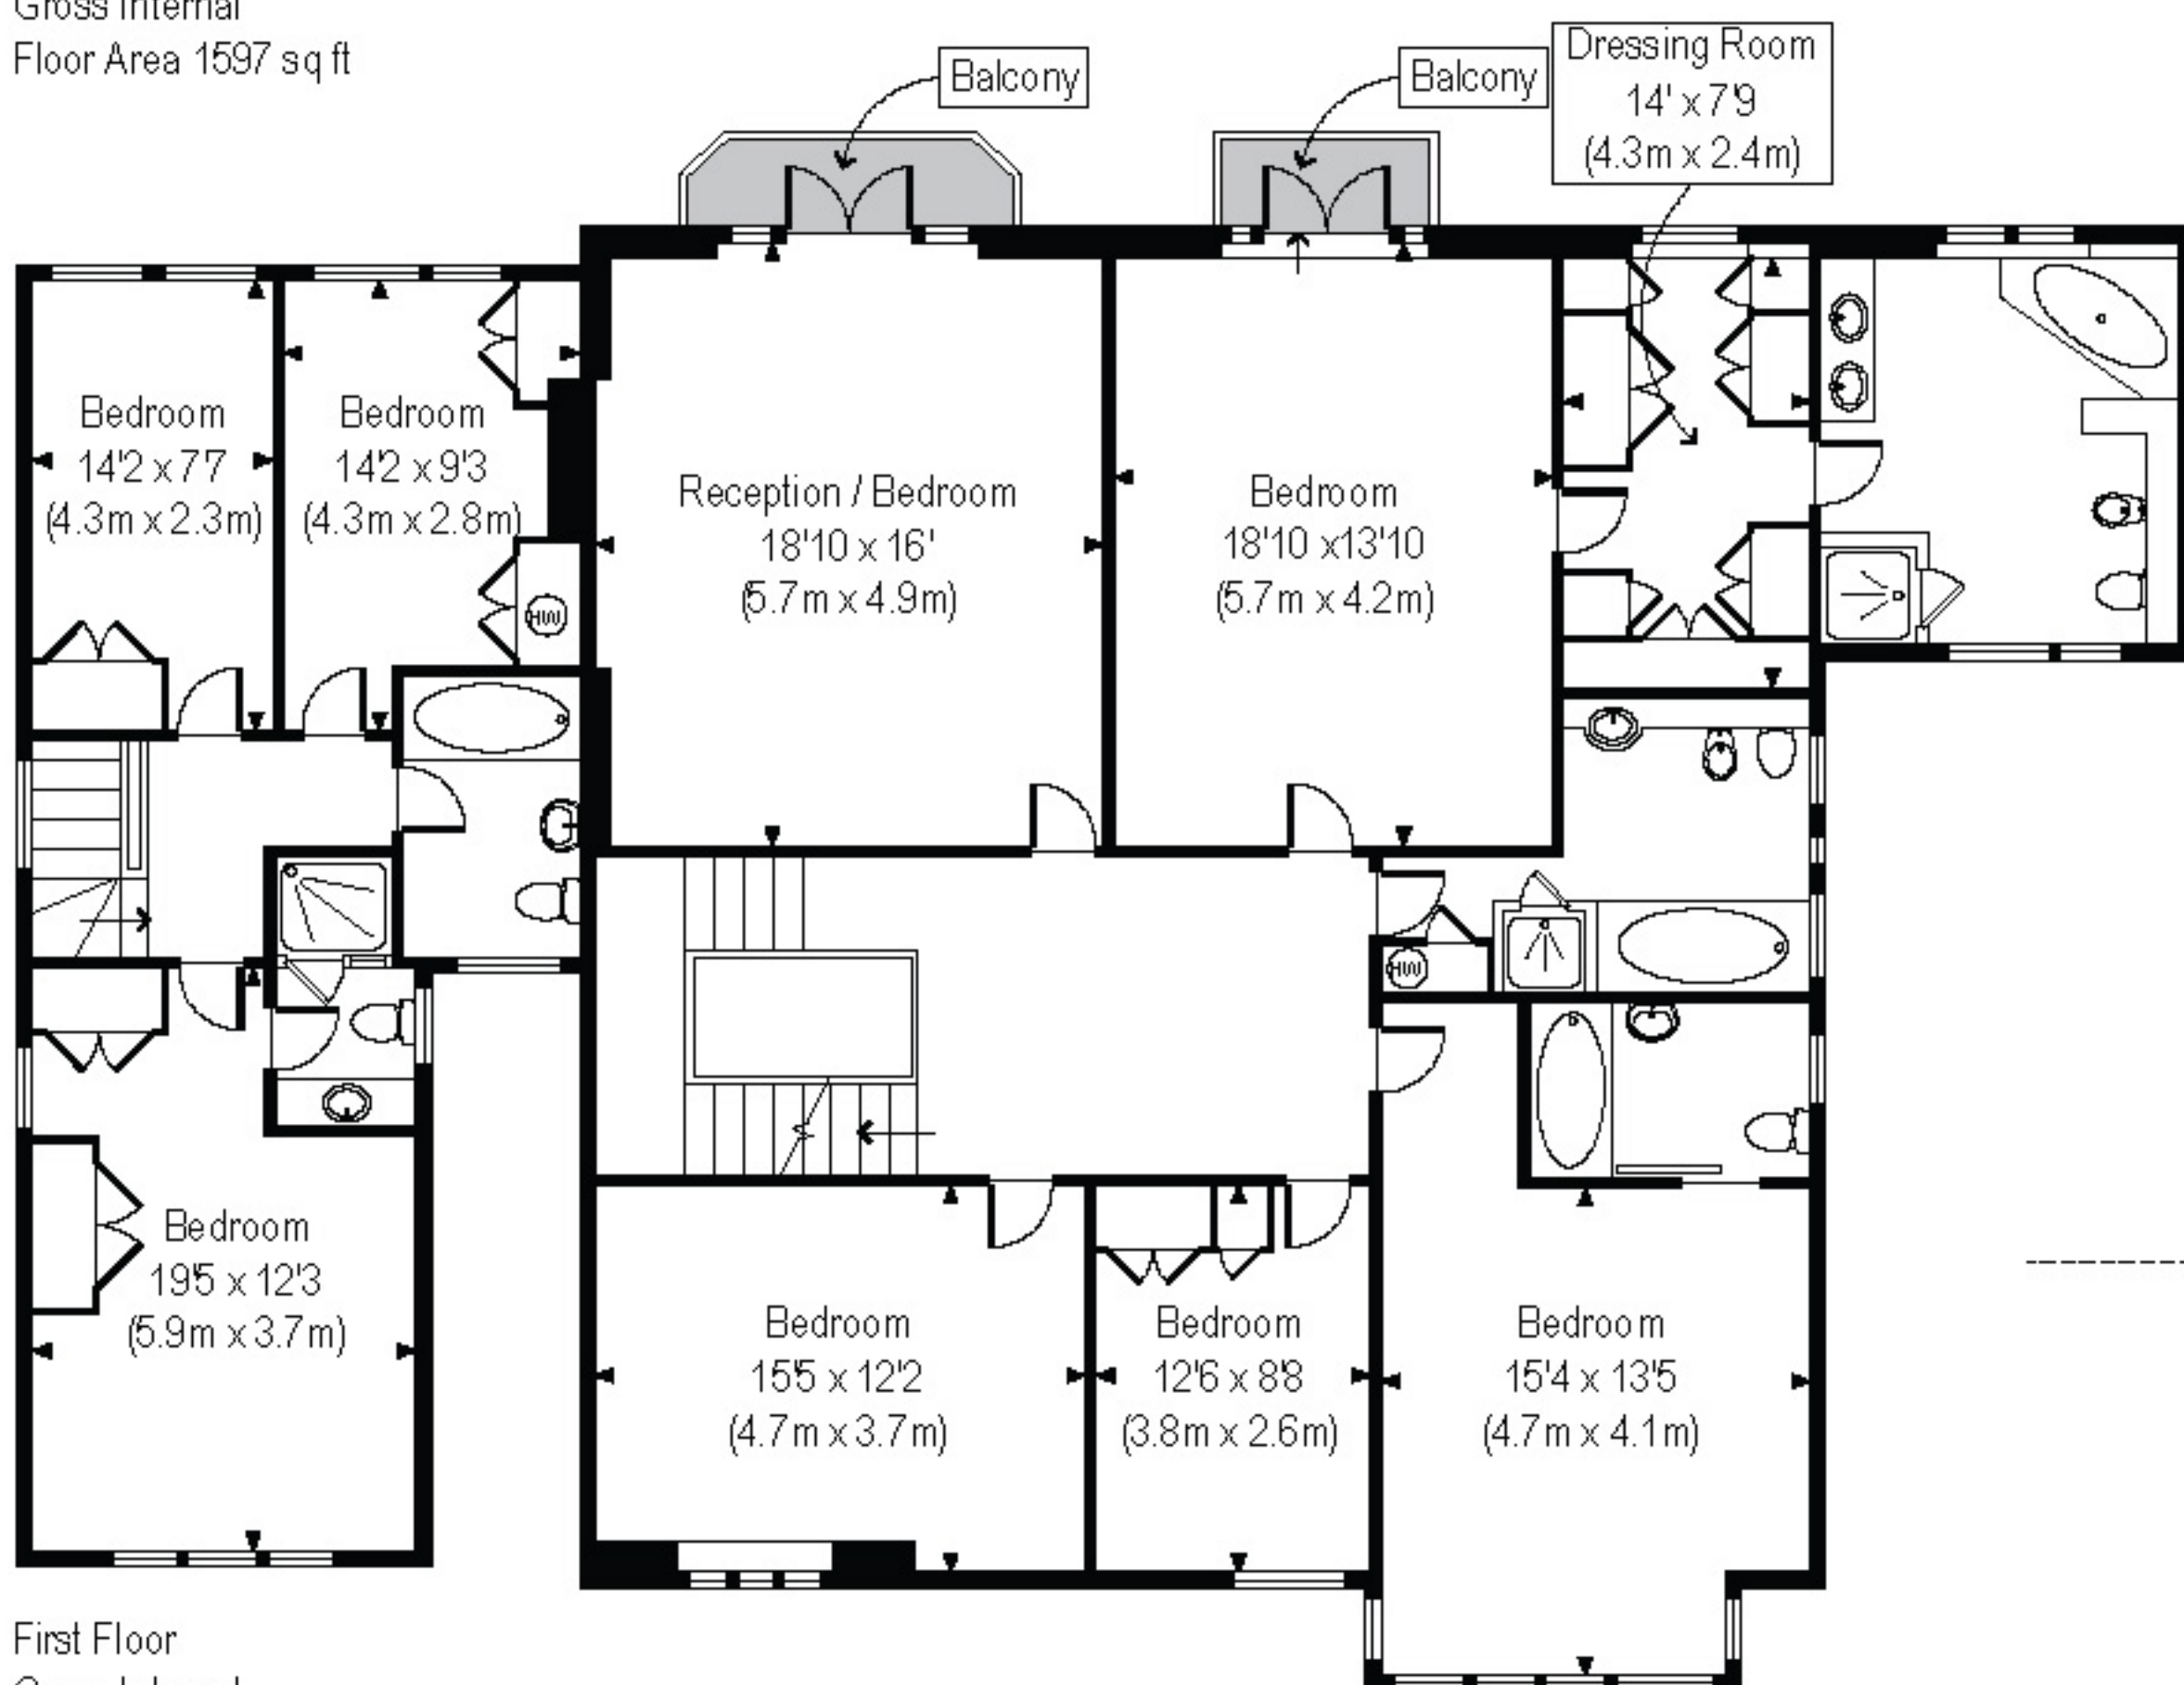 Gross Internal
Floor Area 1597 sq ft
Balcony
Balcony
Dressing Room
14' x 7'9
(4.3m x 2.4m)
Bedroom
14'2 x 7'7
(4.3m x 2.3m)
Bedroom
14'2 x 9'3
(4.3m x 2.8m)
Reception / Bedroom
18'10 x 16'
(5.7m x 4.9m)
Bedroom
18'10 x13'10
(5.7m x 4.2m)
HW
HW
Bedroom
19'5 x 12'3
(5.9m x 3.7m)
Bedroom
15'5 x 12'2
(4.7m x 3.7m)
Bedroom
12'6 x 8'8
(3.8m x 2.6m)
Bedroom
15'4 x 13'5
(4.7m x 4.1m)
First Floor